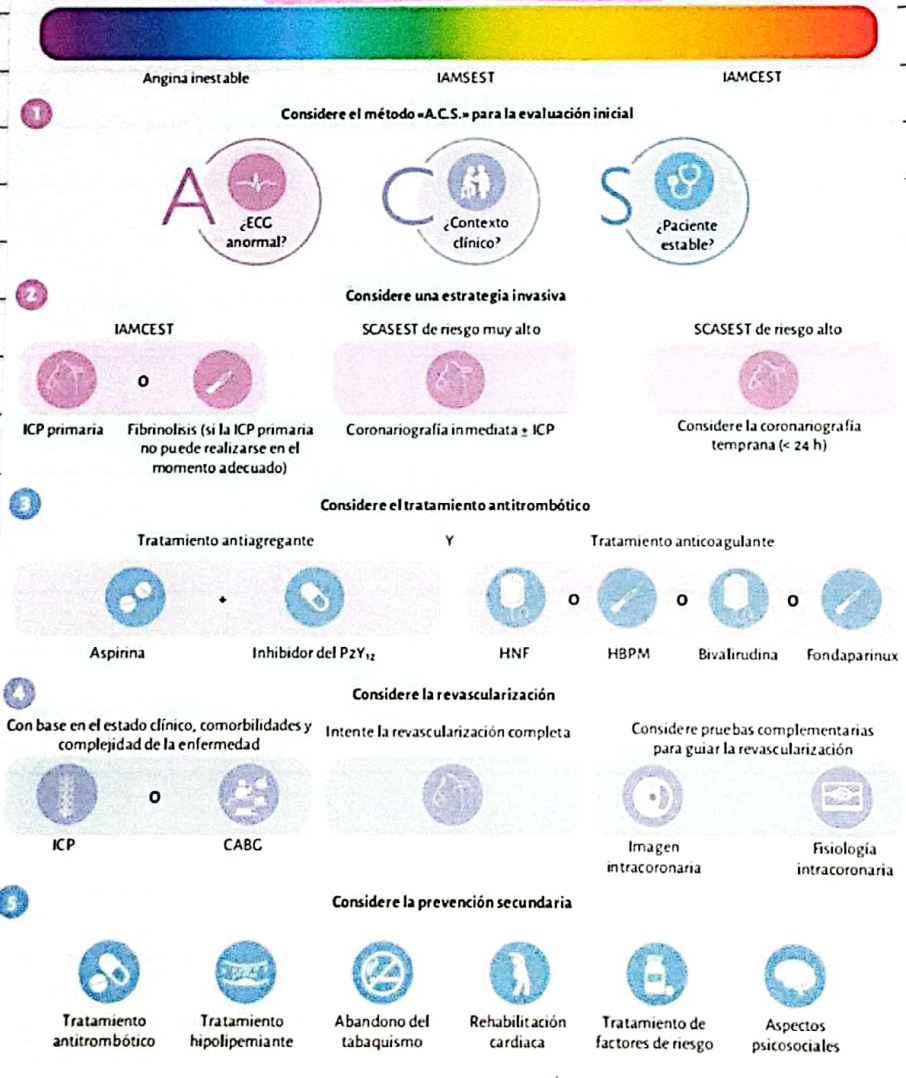 Angina inestable IAMSEST IAMCEST
1 Considere el método «A.C.S.» para la evaluación inicial
A C S
¿ECG ¿Contexto ¿Paciente
anormal? clínico? estable?
2 Considere una estrategia invasiva
IAMCEST SCASEST de riesgo muy alto SCASEST de riesgo alto
O
ICP primaria Fibrinolisis (si la ICP primaria Coronariografía inmediata ± ICP Considere la coronariografía
no puede realizarse en el temprana (< 24 h)
momento adecuado)
3 Considere el tratamiento antitrombótico
Tratamiento antiagregante Y Tratamiento anticoagulante
+ O O O
Aspirina Inhibidor del P2Y₁₂ HNF HBPM Bivalirudina Fondaparinux
4 Considere la revascularización
Con base en el estado clínico, comorbilidades y Intente la revascularización completa Considere pruebas complementarias
complejidad de la enfermedad para guiar la revascularización
O
ICP CABG Imagen Fisiología
intracoronaria intracoronaria
5 Considere la prevención secundaria
Tratamiento Tratamiento Abandono del Rehabilitación Tratamiento de Aspectos
antitrombótico hipolipemiante tabaquismo cardiaca factores de riesgo psicosociales